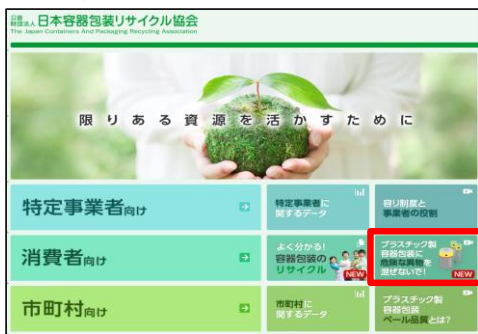 公益財団法人 日本容器包装リサイクル協会
The Japan Containers And Packaging Recycling Association
限りある資源を活かすために
特定事業者向け
特定事業者に
関するデータ
容リ制度と
事業者の役割
消費者向け
よく分かる!
容器包装の
リサイクル
NEW
プラスチック製
容器包装に
危険な異物を
混ぜないで!
NEW
市町村向け
市町村に
関するデータ
プラスチック製
容器包装
ベール品質とは?